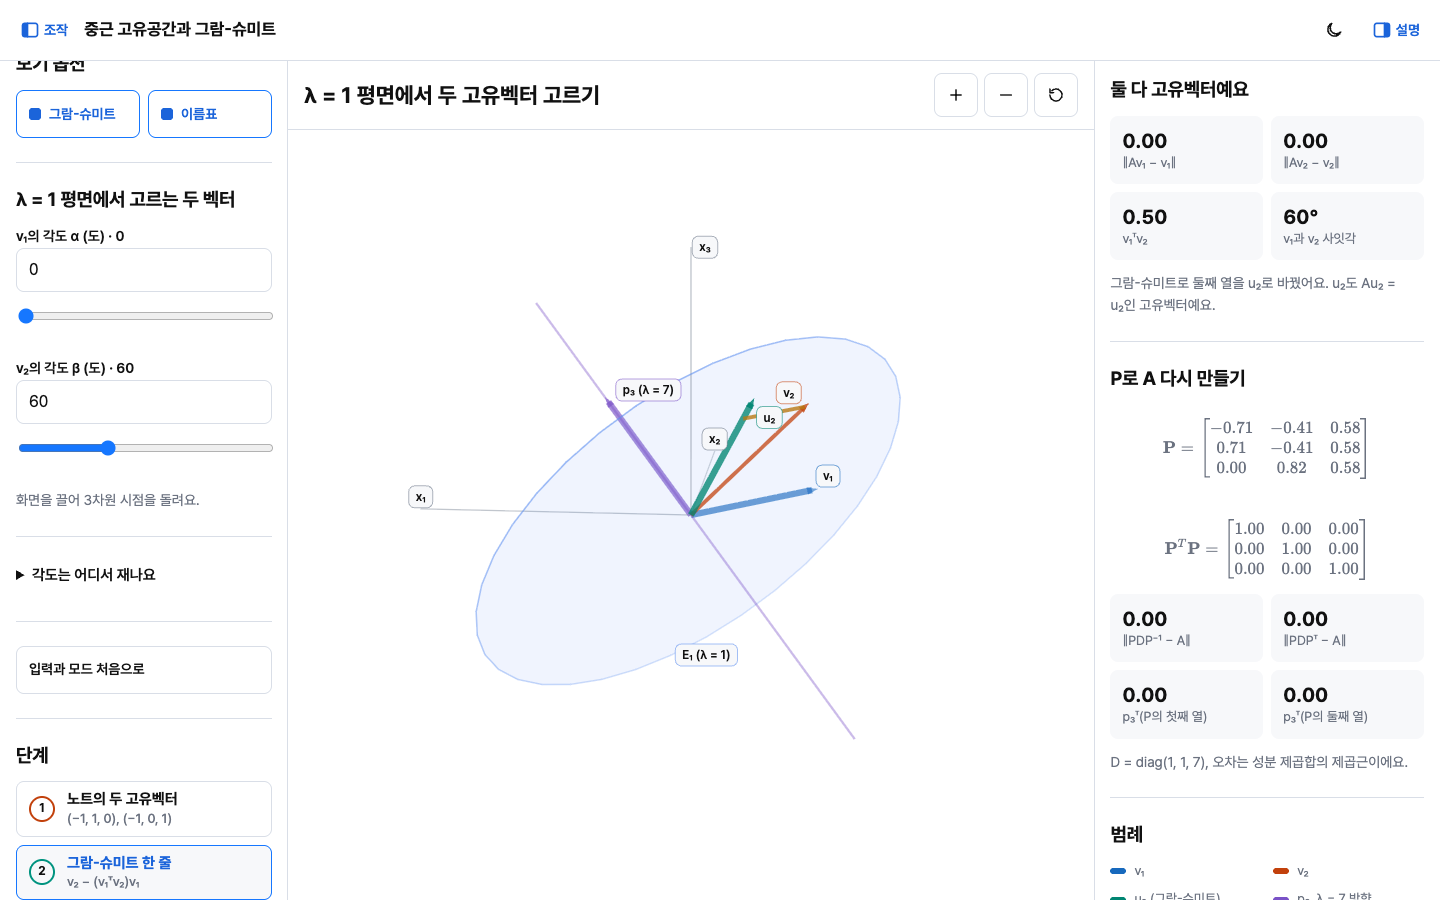 조작
중근 고유공간과 그람-슈미트
설명
보기 옵션
그람-슈미트
이름표
λ = 1 평면에서 고르는 두 벡터
v₁의 각도 α (도) · 0
0
v₂의 각도 β (도) · 60
60
화면을 끌어 3차원 시점을 돌려요.
▶ 각도는 어디서 재나요
입력과 모드 처음으로
단계
1
노트의 두 고유벡터
(−1, 1, 0), (−1, 0, 1)
2
그람-슈미트 한 줄
v₂ − (v₁ᵀv₂)v₁
λ = 1 평면에서 두 고유벡터 고르기
+
−
x₃
p₃ (λ = 7)
v₂
u₂
x₂
v₁
x₁
E₁ (λ = 1)
둘 다 고유벡터예요
0.00
‖Av₁ − v₁‖
0.00
‖Av₂ − v₂‖
0.50
v₁ᵀv₂
60°
v₁과 v₂ 사잇각
그람-슈미트로 둘째 열을 u₂로 바꿨어요. u₂도 Au₂ =
u₂인 고유벡터예요.
P로 A 다시 만들기
P = [−0.71 −0.41 0.58
0.71 −0.41 0.58
0.00 0.82 0.58]
PᵀP = [1.00 0.00 0.00
0.00 1.00 0.00
0.00 0.00 1.00]
0.00
‖PDP⁻¹ − A‖
0.00
‖PDPᵀ − A‖
0.00
p₃ᵀ(P의 첫째 열)
0.00
p₃ᵀ(P의 둘째 열)
D = diag(1, 1, 7), 오차는 성분 제곱합의 제곱근이에요.
범례
v₁
v₂
u₂ (그람-슈미트)
p₃, λ = 7 방향